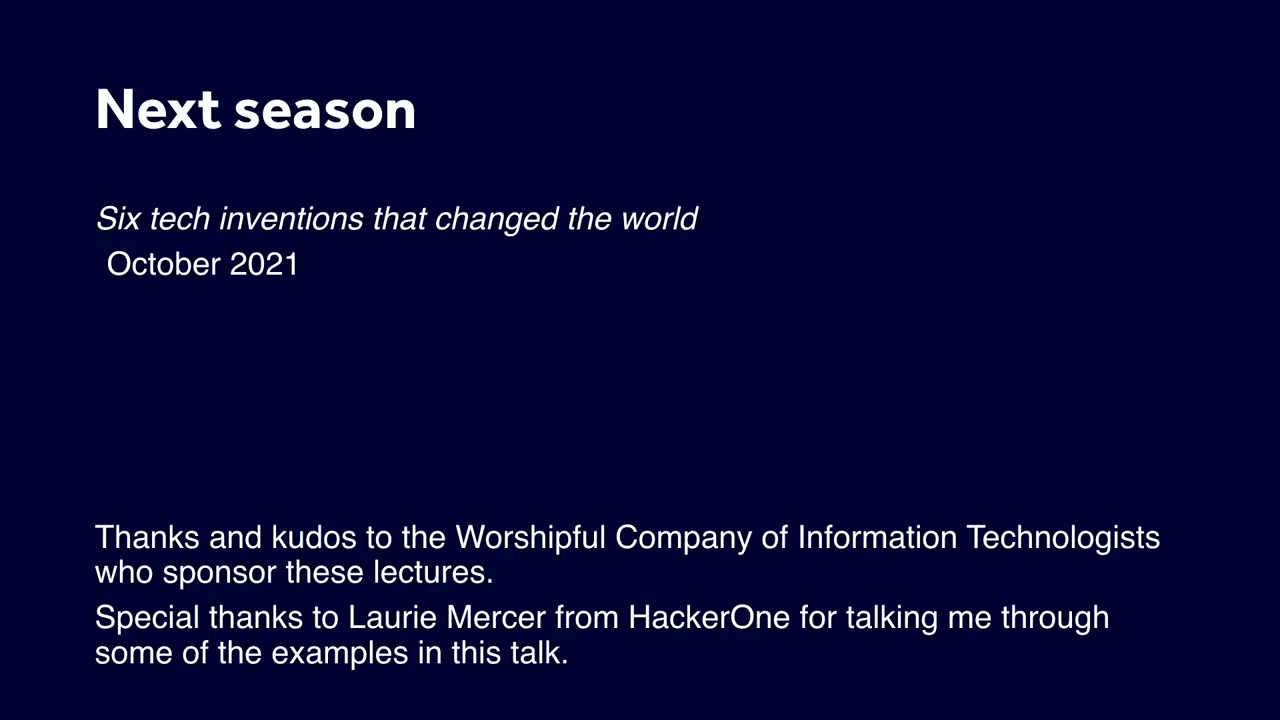 Next season
Six tech inventions that changed the world
October 2021
Thanks and kudos to the Worshipful Company of Information Technologists
who sponsor these lectures.
Special thanks to Laurie Mercer from HackerOne for talking me through
some of the examples in this talk.